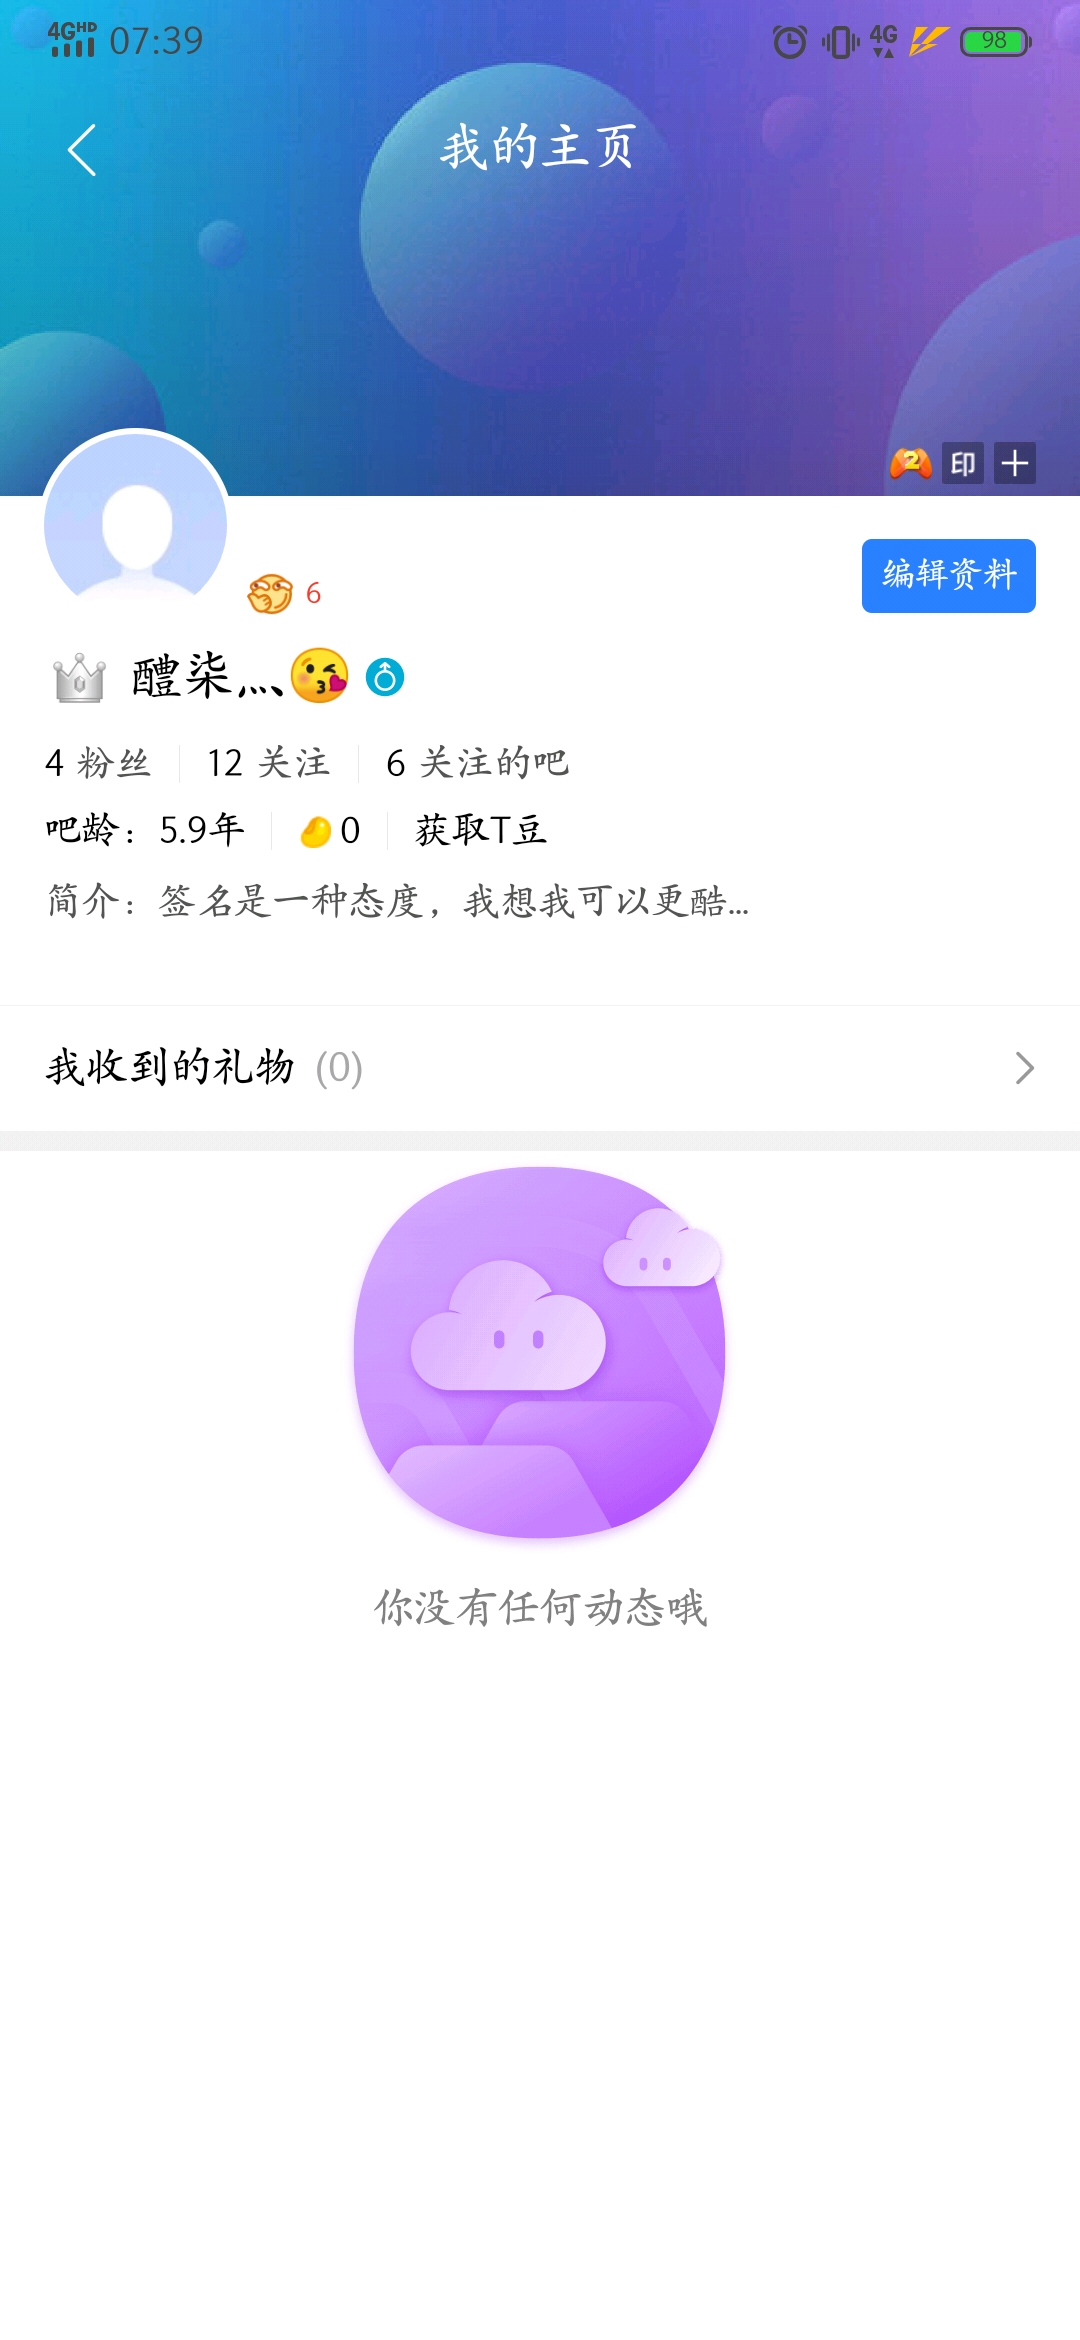 4GHD 07:39 4G 98
我的主页
2 印
编辑资料
6
醴柒灬、😘
4 粉丝 12 关注 6 关注的吧
吧龄：5.9年 0 获取T豆
简介：签名是一种态度，我想我可以更酷...
我收到的礼物 (0)
你没有任何动态哦